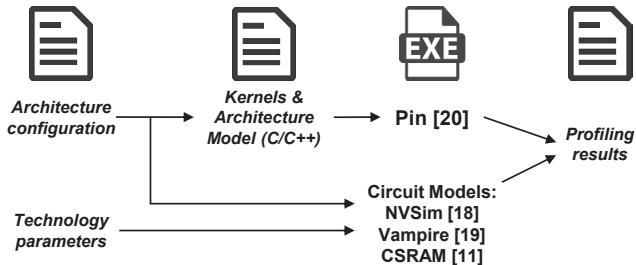 EXE
Architecture
configuration
Kernels &
Architecture
Model (C/C++)
Pin [20]
Profiling
results
Technology
parameters
Circuit Models:
NVSim [18]
Vampire [19]
CSRAM [11]